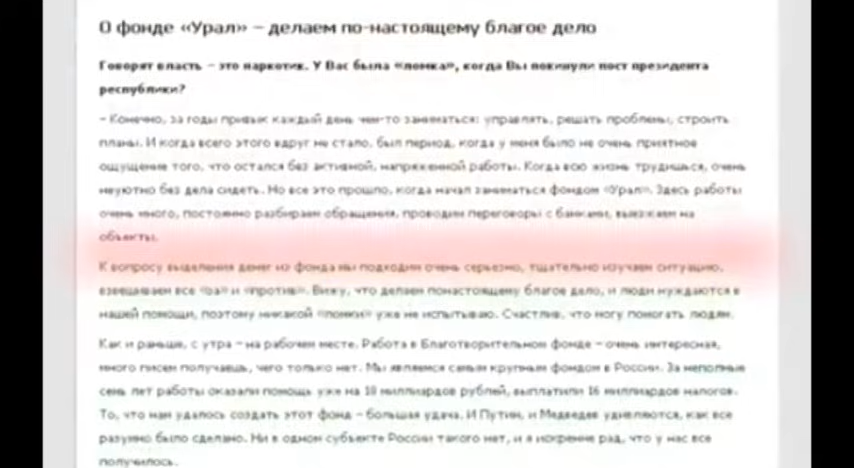 О фонде «Урал» – делаем по-настоящему благое дело
Говорят власть – это наркотик. У Вас была «ломка», когда Вы покинули пост президента
республики?
– Конечно, за годы привык каждый день чем-то заниматься: управлять, решать проблемы, строить
планы. И когда всего этого вдруг не стало, был период, когда у меня было не очень приятное
ощущение того, что остался без активной, напряженной работы. Когда всю жизнь трудишься, очень
неуютно без дела сидеть. Но все это прошло, когда начал заниматься фондом «Урал». Здесь работы
очень много, постоянно разбираем обращения, проводим переговоры с банками, выезжаем на
объекты.
К вопросу выделения денег из фонда мы подходим очень серьезно, тщательно изучаем ситуацию,
взвешиваем все «за» и «против». Вижу, что делаем понастоящему благое дело, и люди нуждаются в
нашей помощи, поэтому никакой «ломки» уже не испытываю. Счастлив, что могу помогать людям.
Как и раньше, с утра – на рабочем месте. Работа в Благотворительном фонде – очень интересная,
много писем получаешь, чего только нет. Мы являемся самым крупным фондом в России. За неполные
семь лет работы оказали помощь уже на 10 миллиардов рублей, выплатили 16 миллиардов налогов.
То, что нам удалось создать этот фонд – большая удача. И Путин, и Медведев удивляются, как все
разумно было сделано. Ни в одном субъекте России такого нет, и я искренне рад, что у нас все
получилось.